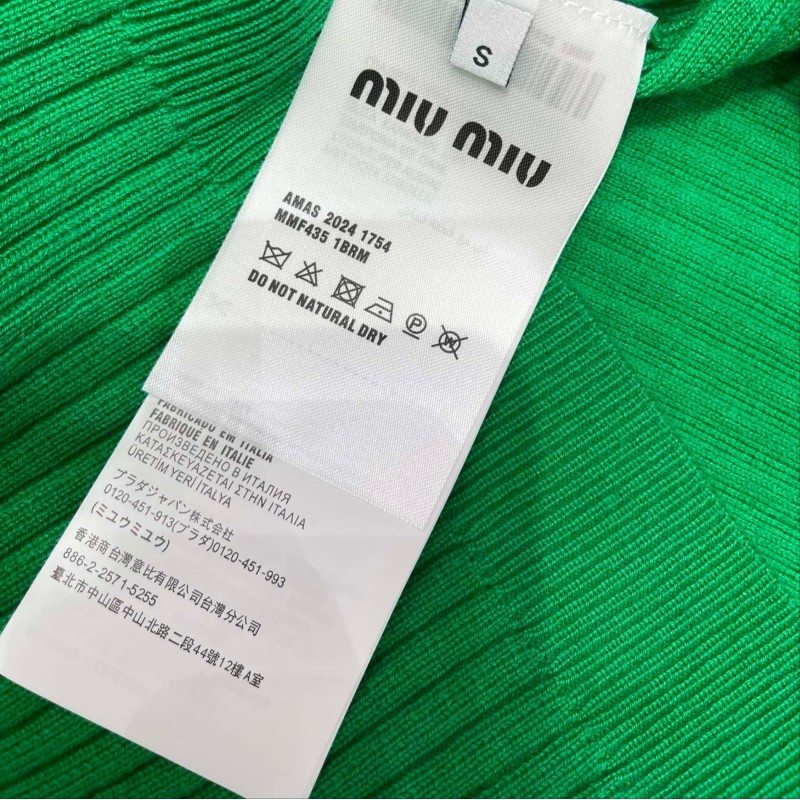 S
MIU MIU
AMAS 2024 1754
MMF435 1BRM
DO NOT NATURAL DRY
FABRICADO EM ITALIA
FABRIQUE EN ITALIE
ПРОИЗВЕДЕНО В ИТАЛИЯ
ΚΑΤΑΣΚΕΥΑΖΕΤΑΙ ΣΤΗΝ ΙΤΑΛΙΑ
ÜRETIM YERI ITALYA
プラダジャパン株式会社
0120-451-913(プラダ)0120-451-993
(ミュウミュウ)
香港商台灣意比有限公司台灣分公司
886-2-2571-5255
臺北市中山區中山北路二段44號12樓A室